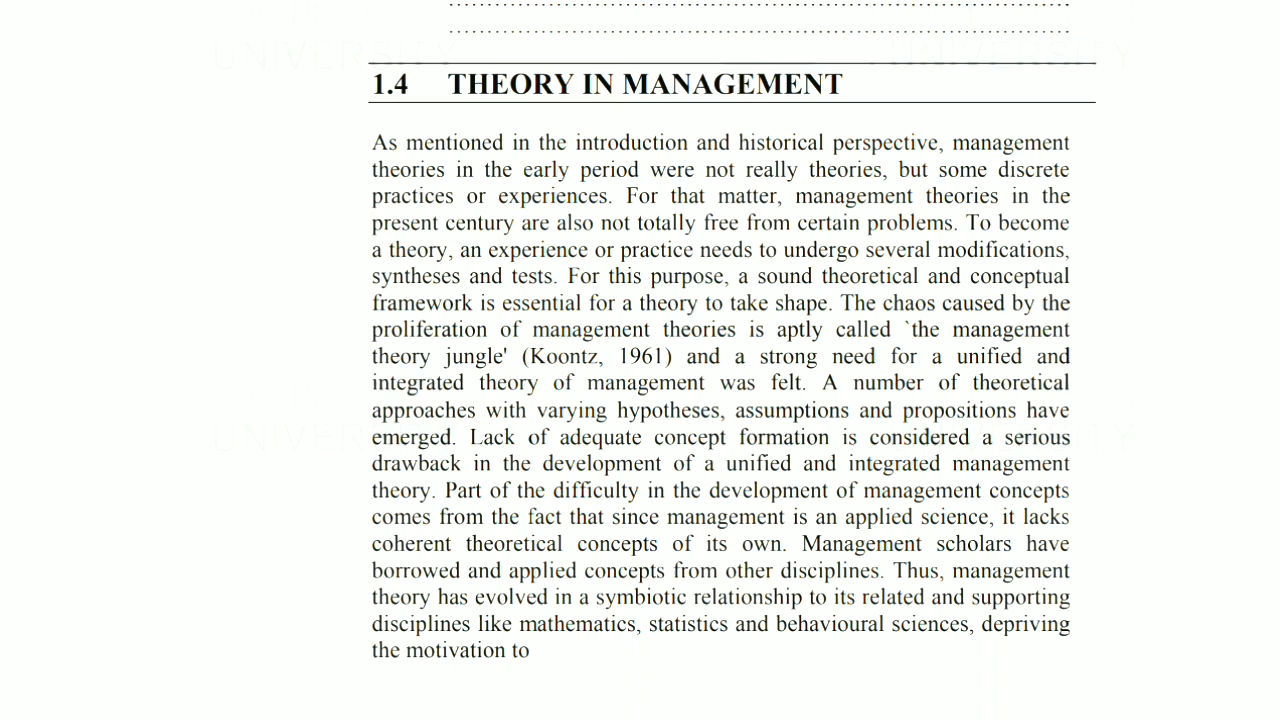 UNIVERSITY
1.4 THEORY IN MANAGEMENT
As mentioned in the introduction and historical perspective, management
theories in the early period were not really theories, but some discrete
practices or experiences. For that matter, management theories in the
present century are also not totally free from certain problems. To become
a theory, an experience or practice needs to undergo several modifications,
syntheses and tests. For this purpose, a sound theoretical and conceptual
framework is essential for a theory to take shape. The chaos caused by the
proliferation of management theories is aptly called `the management
theory jungle' (Koontz, 1961) and a strong need for a unified and
integrated theory of management was felt. A number of theoretical
approaches with varying hypotheses, assumptions and propositions have
emerged. Lack of adequate concept formation is considered a serious
drawback in the development of a unified and integrated management
theory. Part of the difficulty in the development of management concepts
comes from the fact that since management is an applied science, it lacks
coherent theoretical concepts of its own. Management scholars have
borrowed and applied concepts from other disciplines. Thus, management
theory has evolved in a symbiotic relationship to its related and supporting
disciplines like mathematics, statistics and behavioural sciences, depriving
the motivation to